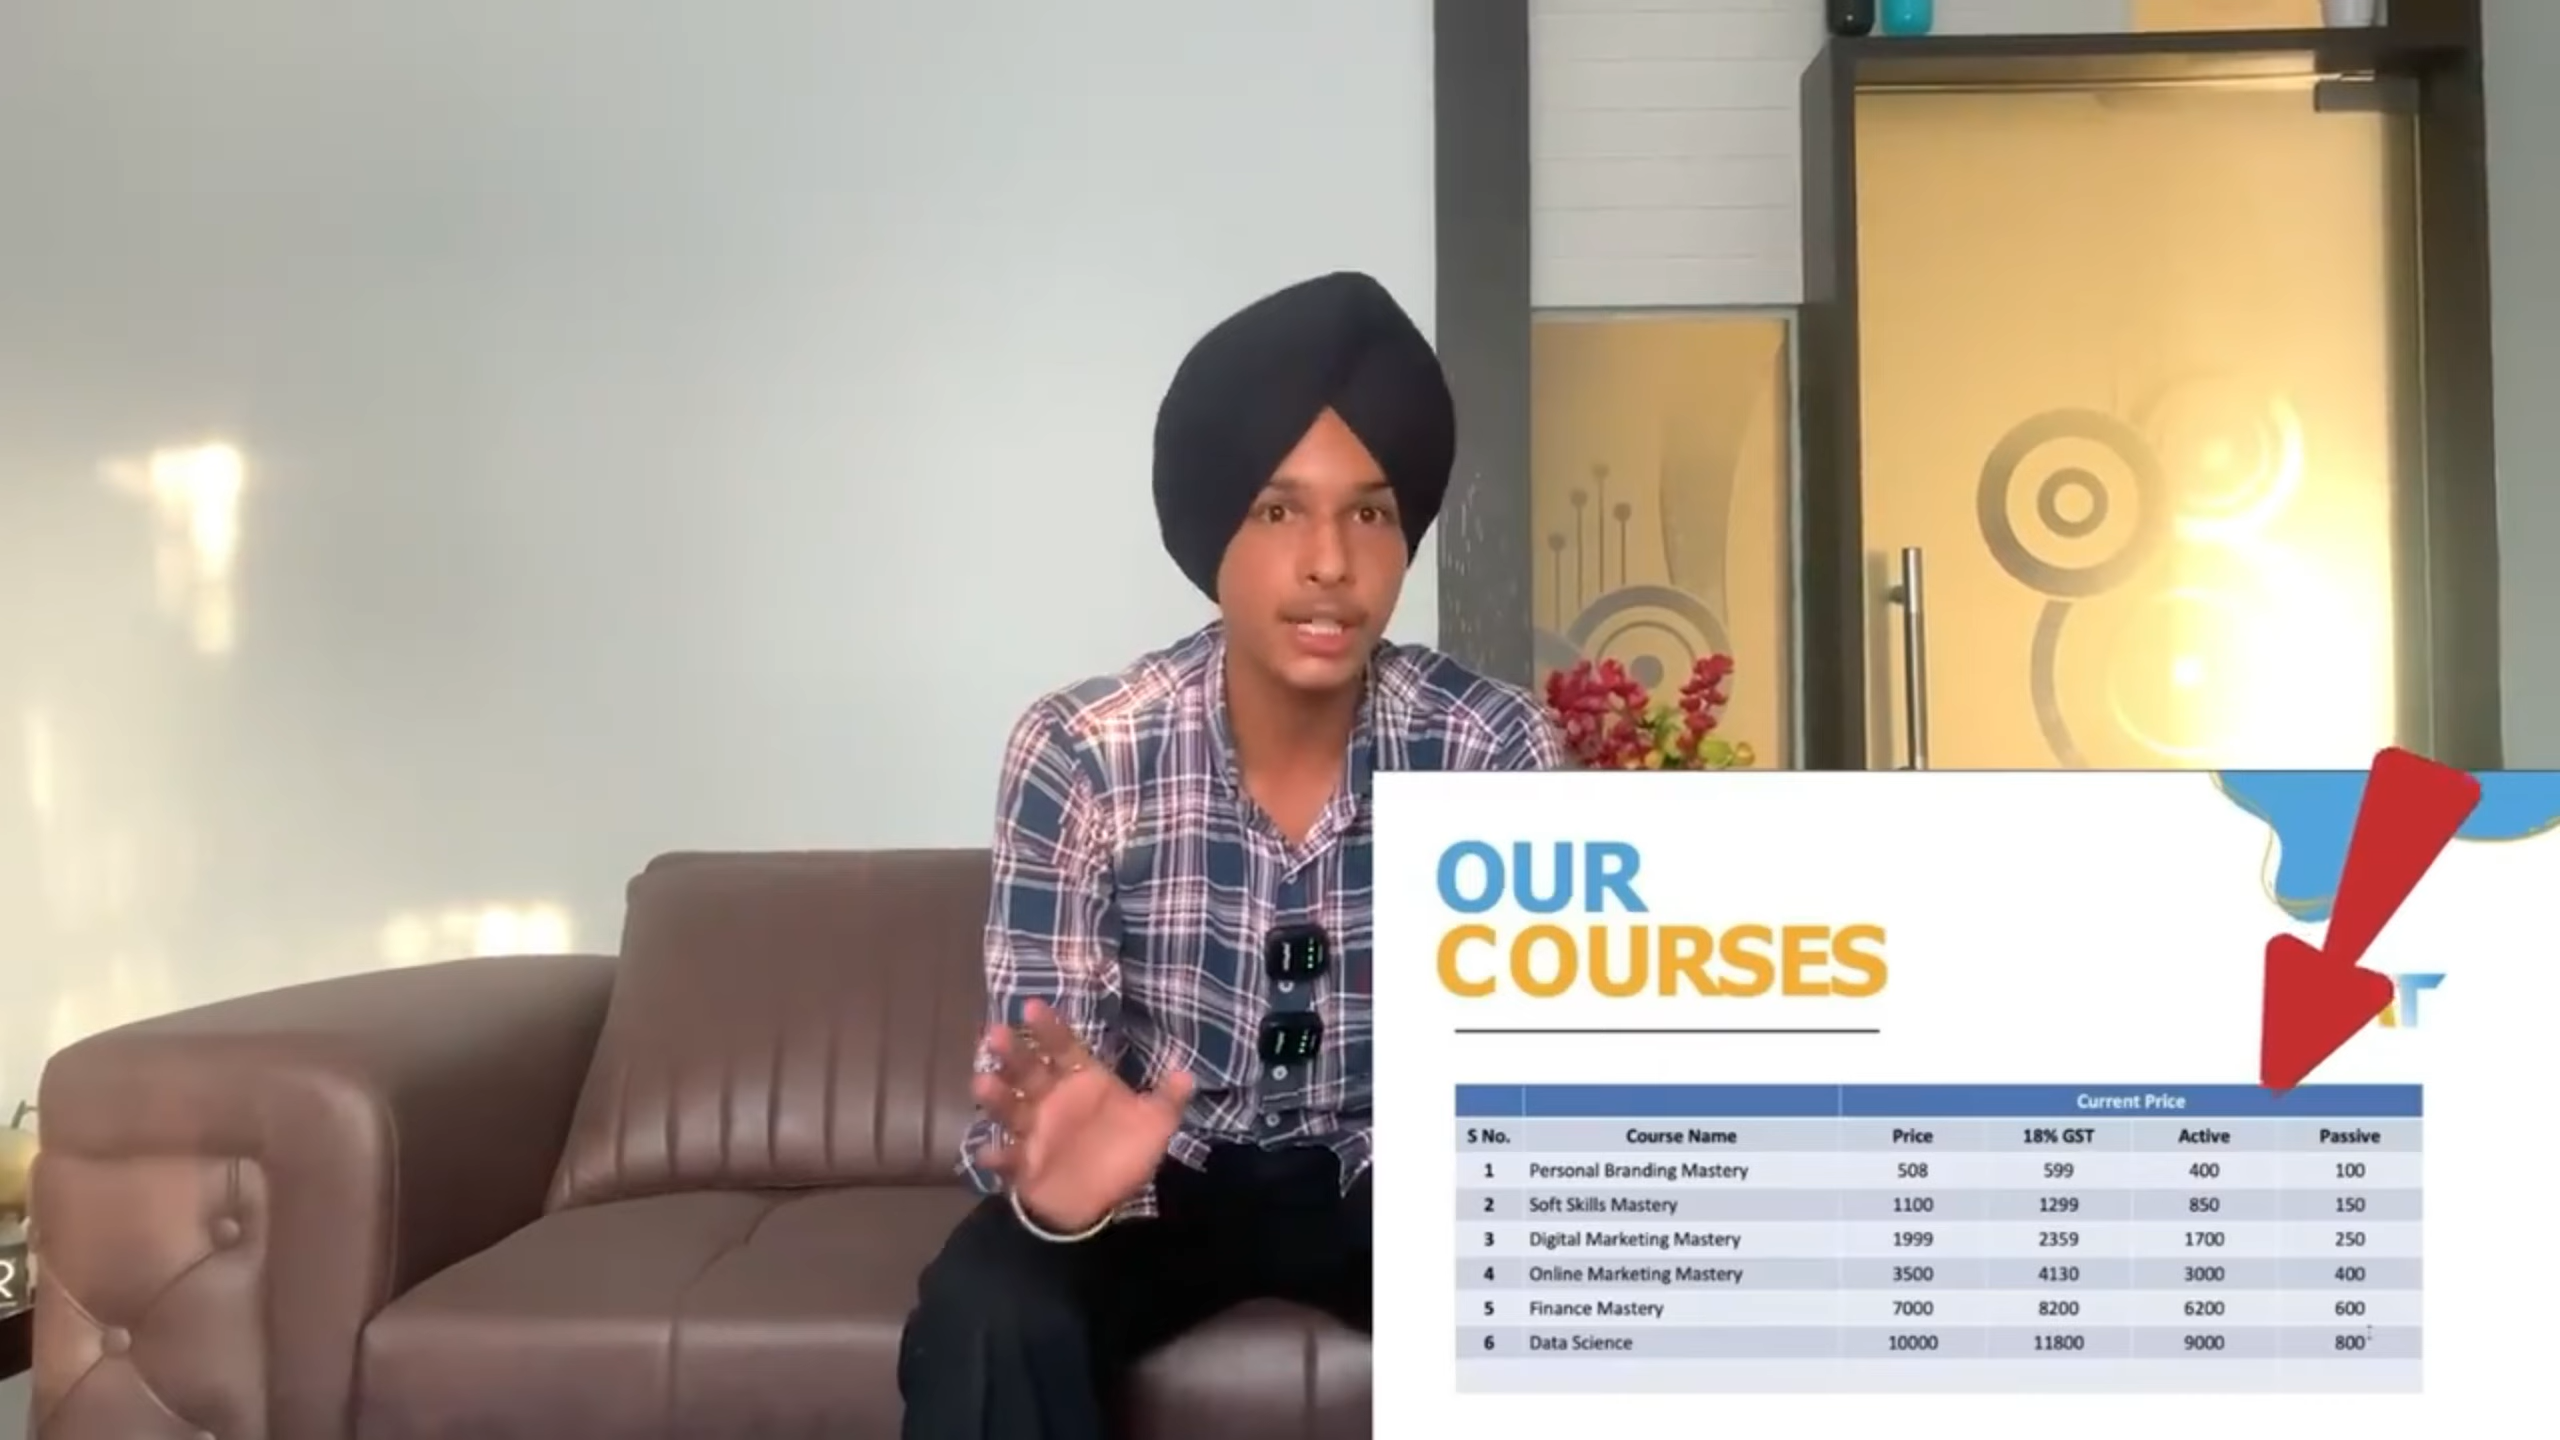 OUR
COURSES
Current Price
S No. Course Name Price 18% GST Active Passive
1 Personal Branding Mastery 508 599 400 100
2 Soft Skills Mastery 1100 1299 850 150
3 Digital Marketing Mastery 1999 2359 1700 250
4 Online Marketing Mastery 3500 4130 3000 400
5 Finance Mastery 7000 8200 6200 600
6 Data Science 10000 11800 9000 800
R